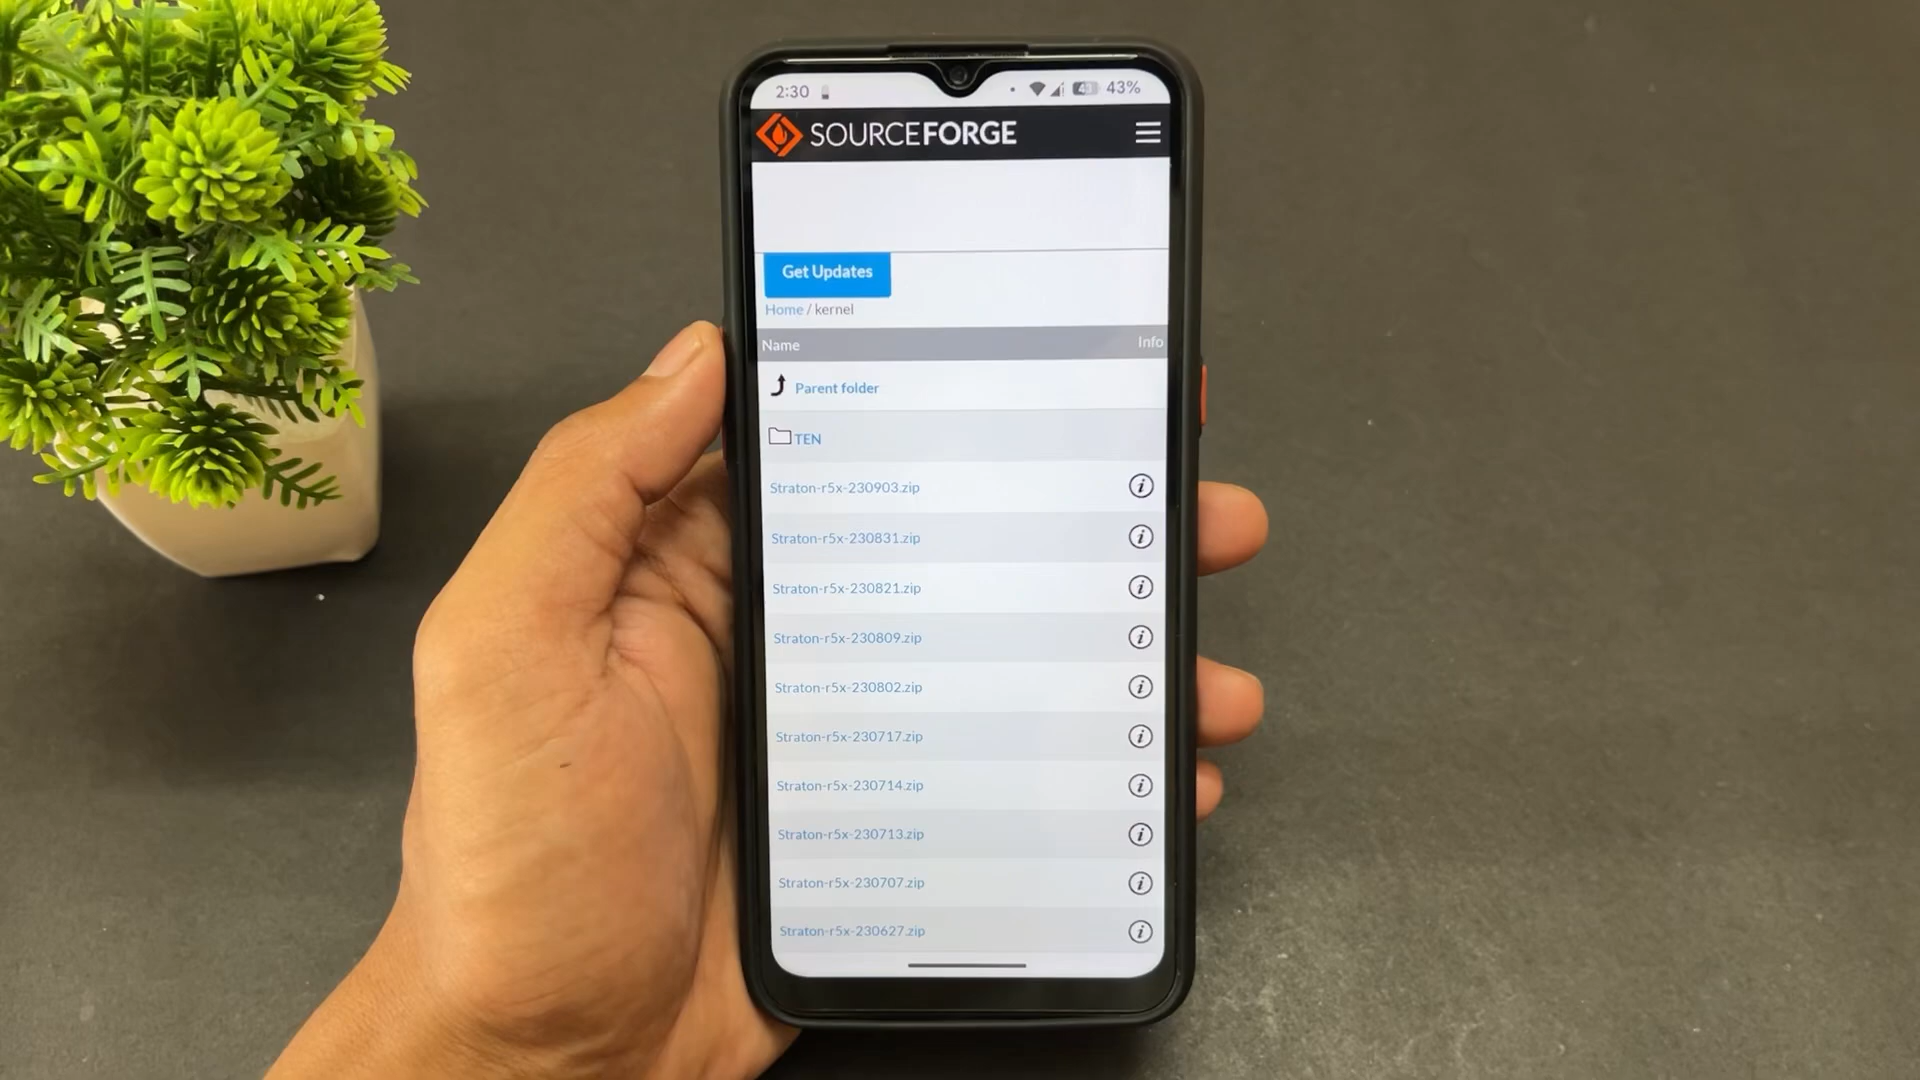 2:30 43%
SOURCEFORGE
Get Updates
Home / kernel
Name Info
Parent folder
TEN
Straton-r5x-230903.zip
Straton-r5x-230831.zip
Straton-r5x-230821.zip
Straton-r5x-230809.zip
Straton-r5x-230802.zip
Straton-r5x-230717.zip
Straton-r5x-230714.zip
Straton-r5x-230713.zip
Straton-r5x-230707.zip
Straton-r5x-230627.zip